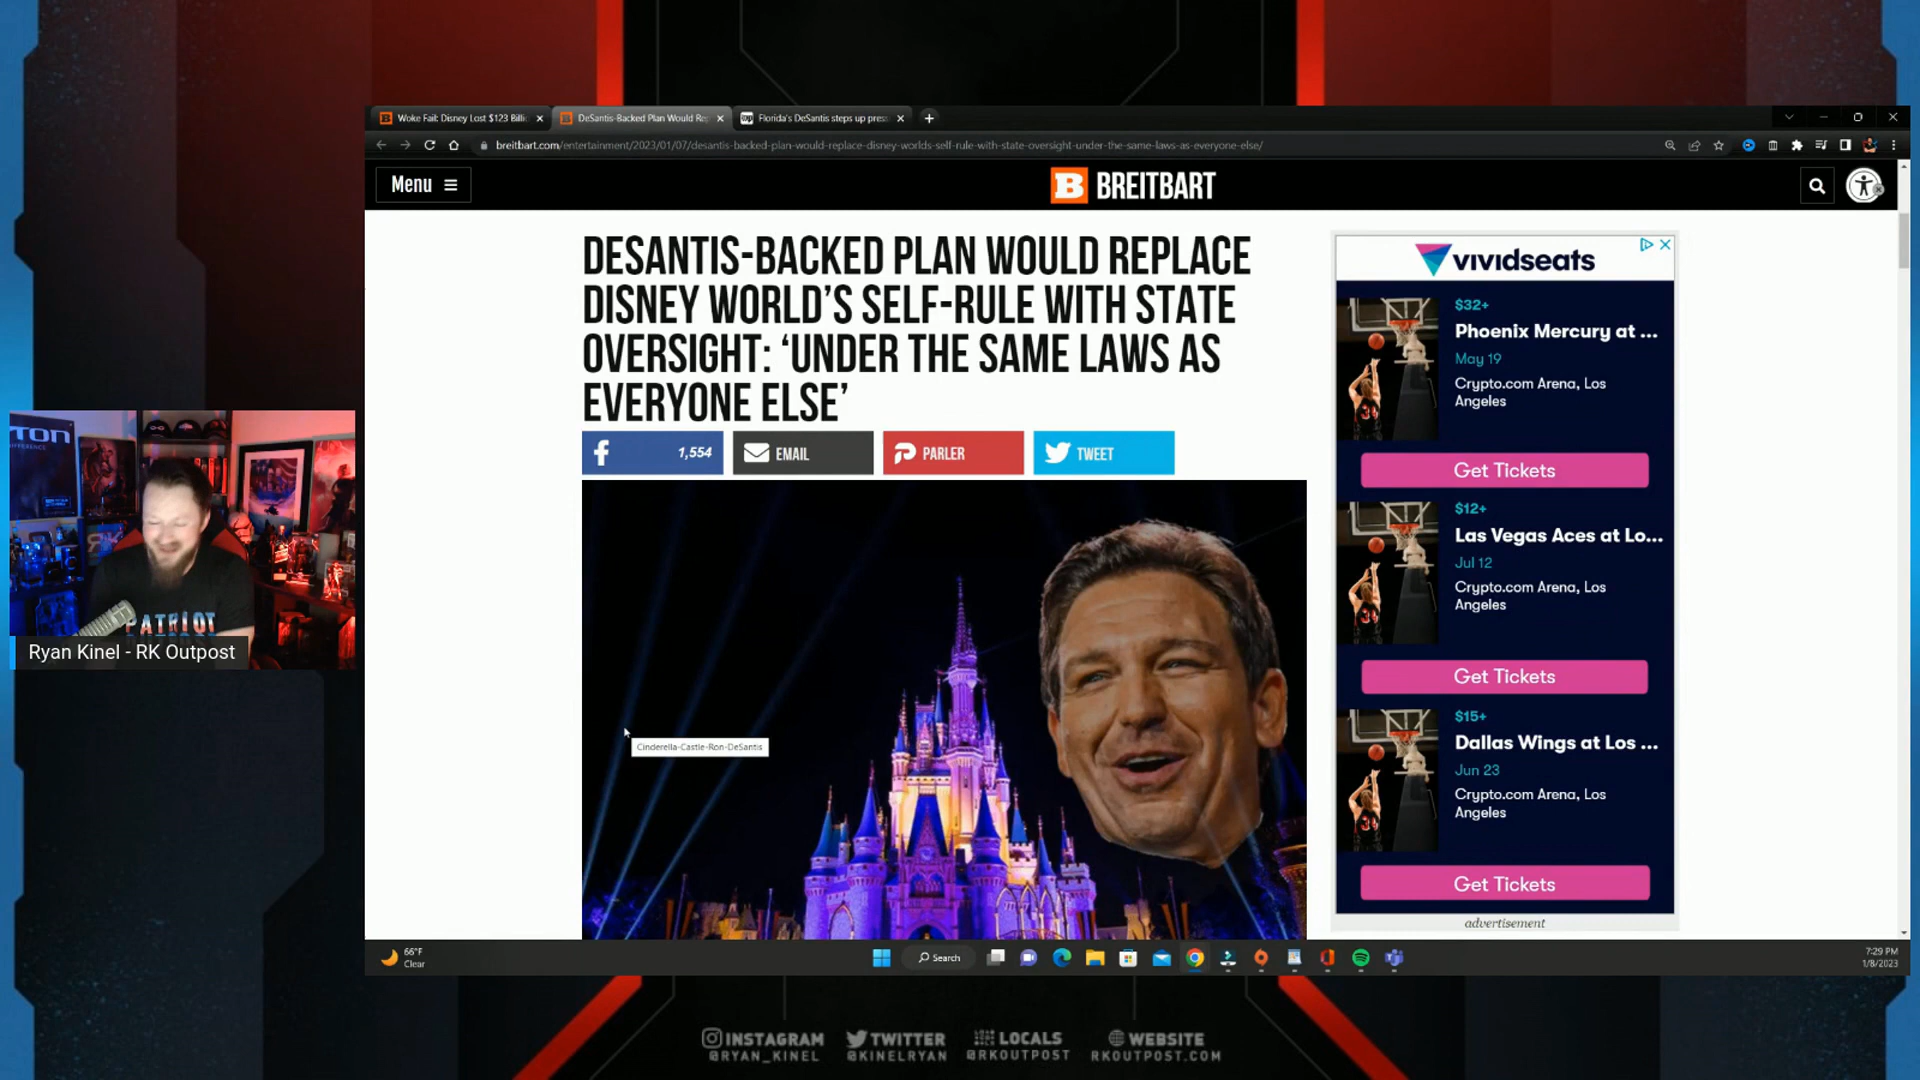 Woke Fail: Disney Lost $123 Billi
DeSantis-Backed Plan Would Re
Florida's DeSantis steps up pres
breitbart.com/entertainment/2023/01/07/desantis-backed-plan-would-replace-disney-worlds-self-rule-with-state-oversight-under-the-same-laws-as-everyone-else/
Menu
B BREITBART
DESANTIS-BACKED PLAN WOULD REPLACE
DISNEY WORLD'S SELF-RULE WITH STATE
OVERSIGHT: ‘UNDER THE SAME LAWS AS
EVERYONE ELSE’
1,554
EMAIL
PARLER
TWEET
Cinderella-Castle-Ron-DeSantis
vividseats
$32+
Phoenix Mercury at ...
May 19
Crypto.com Arena, Los
Angeles
Get Tickets
$12+
Las Vegas Aces at Lo...
Jul 12
Crypto.com Arena, Los
Angeles
Get Tickets
$15+
Dallas Wings at Los ...
Jun 23
Crypto.com Arena, Los
Angeles
Get Tickets
advertisement
TON
PATRIOT
Ryan Kinel - RK Outpost
66°F
Clear
Search
7:29 PM
1/8/2023
INSTAGRAM
@RYAN_KINEL
TWITTER
@KINELRYAN
LOCALS
@RKOUTPOST
WEBSITE
RKOUTPOST.COM